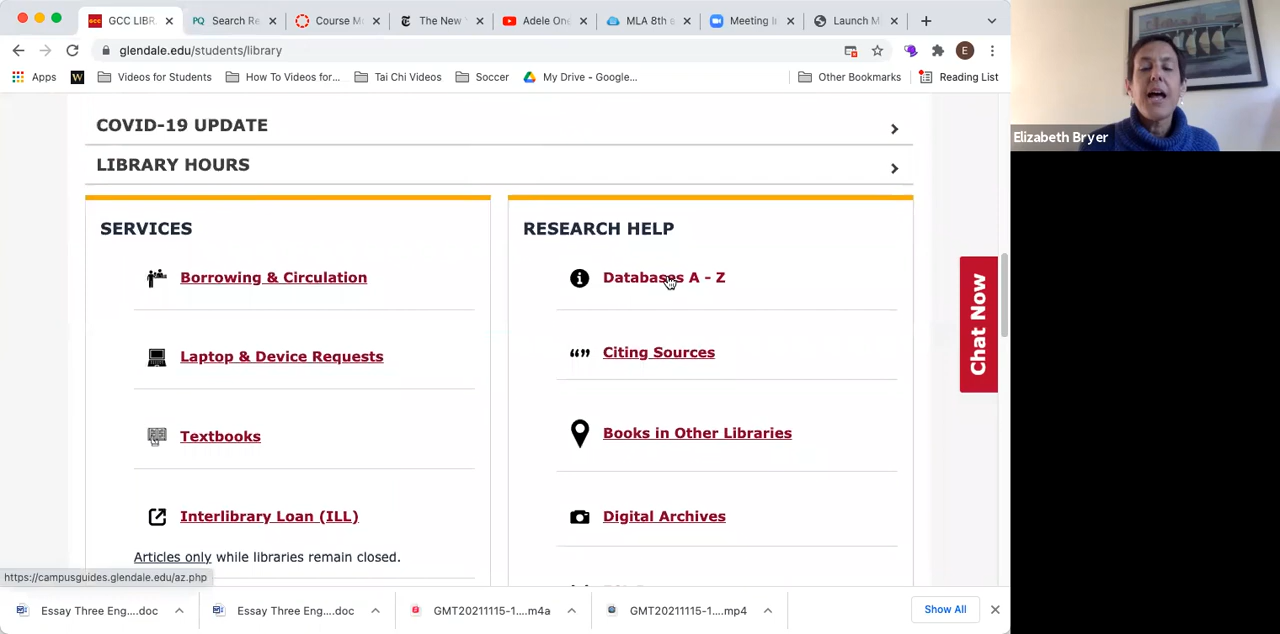 GCC LIBR
PQ Search Re
Course M
The New
Adele One
MLA 8th e
Meeting I
Launch M
glendale.edu/students/library
E
Apps
W
Videos for Students
How To Videos for...
Tai Chi Videos
Soccer
My Drive - Google...
Other Bookmarks
Reading List
Elizabeth Bryer
COVID-19 UPDATE
LIBRARY HOURS
SERVICES
Borrowing & Circulation
Laptop & Device Requests
Textbooks
Interlibrary Loan (ILL)
Articles only while libraries remain closed.
RESEARCH HELP
Databases A - Z
Citing Sources
Books in Other Libraries
Digital Archives
Chat Now
https://campusguides.glendale.edu/az.php
Essay Three Eng....doc
Essay Three Eng....doc
GMT20211115-1....m4a
GMT20211115-1....mp4
Show All